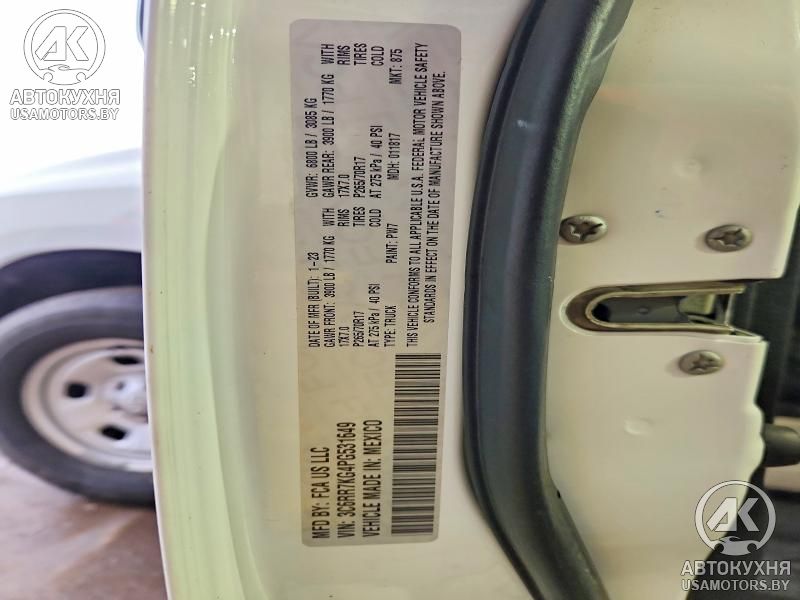 MFD BY: FCA US LLC
DATE OF MFR (BUILT): 1-23
GVWR: 6800 LB / 3085 KG
GAWR FRONT: 3900 LB / 1770 KG WITH
GAWR REAR: 3900 LB / 1770 KG WITH
17X7.0 RIMS
17X7.0 RIMS
P265/70R17 TIRES
P265/70R17 TIRES
AT 275 kPa / 40 PSI COLD
AT 275 kPa / 40 PSI COLD
VIN: 3C6RR7KG4PG531649
TYPE: TRUCK
PAINT: PW7
MDH: 011817
MKT: 875
VEHICLE MADE IN: MEXICO
THIS VEHICLE CONFORMS TO ALL APPLICABLE U.S.A. FEDERAL MOTOR VEHICLE SAFETY
STANDARDS IN EFFECT ON THE DATE OF MANUFACTURE SHOWN ABOVE.
АК
АВТОКУХНЯ
USAMOTORS.BY
АК
АВТОКУХНЯ
USAMOTORS.BY